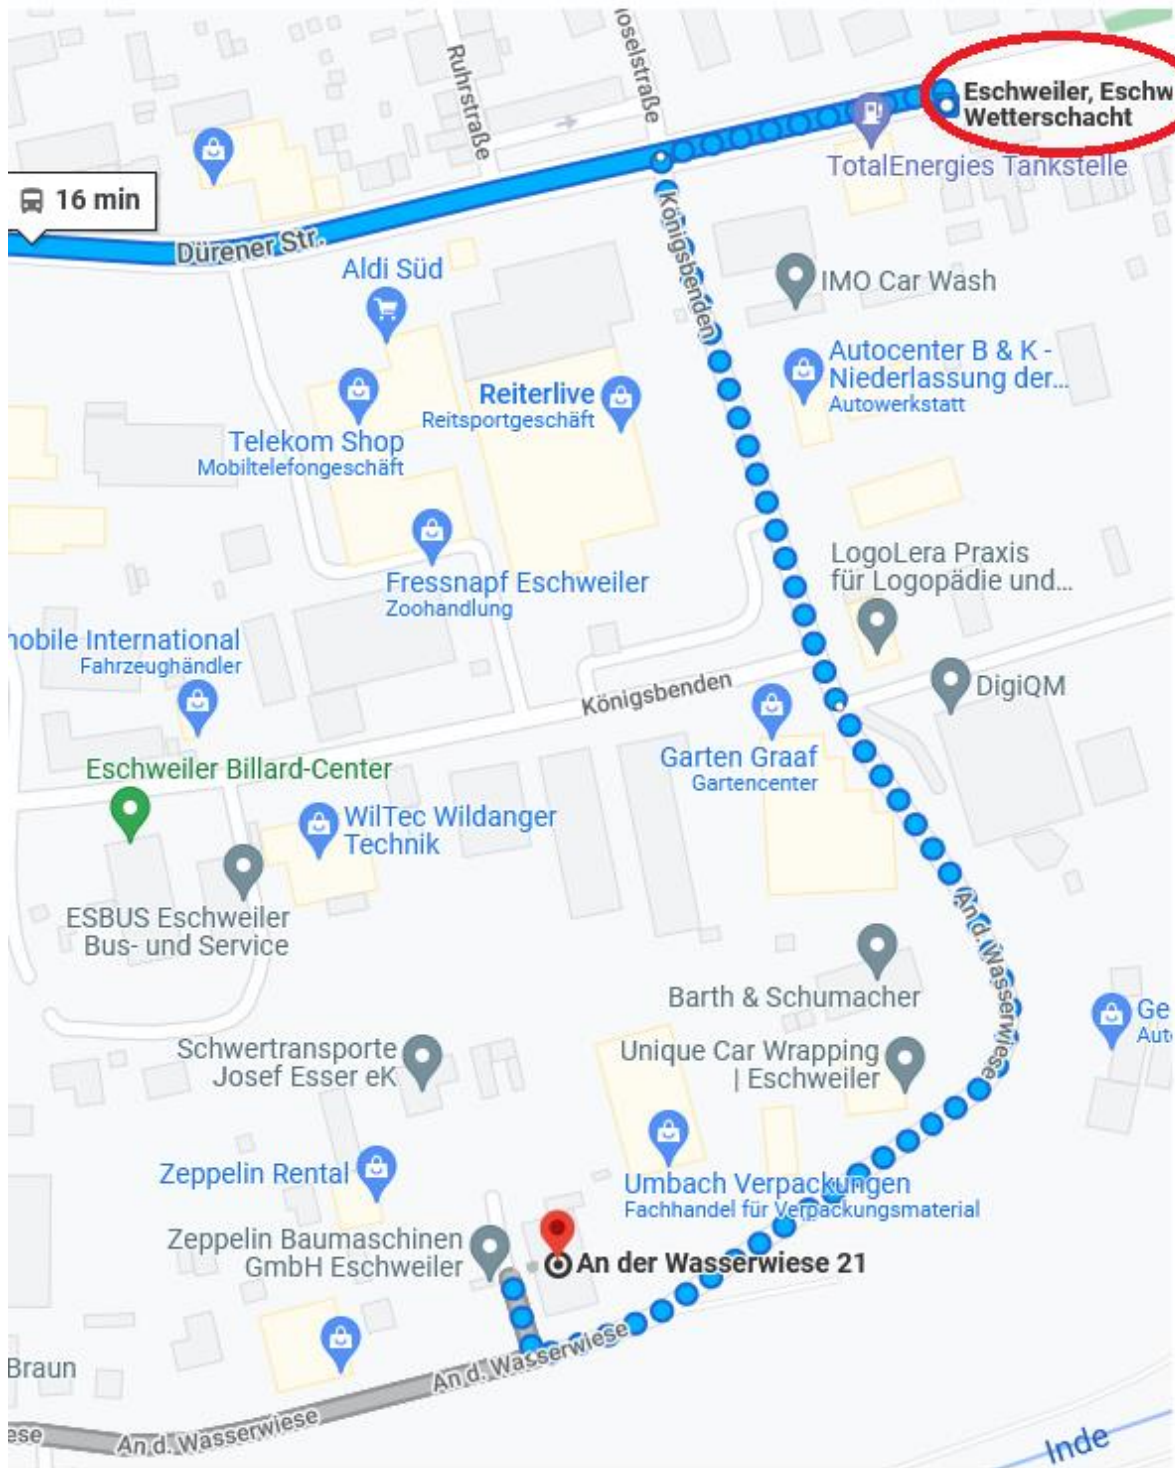 Ruhrstraße
loselstraße
Eschweiler, Eschw
Wetterschacht
TotalEnergies Tankstelle
16 min
Dürener Str.
Königsbenden
Aldi Süd
IMO Car Wash
Autocenter B & K -
Niederlassung der...
Autowerkstatt
Reiterlive
Reitsportgeschäft
Telekom Shop
Mobiltelefongeschäft
LogoLera Praxis
für Logopädie und...
Fressnapf Eschweiler
Zoohandlung
nobile International
Fahrzeughändler
Königsbenden
DigiQM
Garten Graaf
Gartencenter
Eschweiler Billard-Center
WilTec Wildanger
Technik
ESBUS Eschweiler
Bus- und Service
An d. Wasserwiese
Barth & Schumacher
Ge
Aut
Schwertransporte
Josef Esser eK
Unique Car Wrapping
| Eschweiler
Zeppelin Rental
Umbach Verpackungen
Fachhandel für Verpackungsmaterial
Zeppelin Baumaschinen
GmbH Eschweiler
An der Wasserwiese 21
Braun
An d. Wasserwiese
ese
An d. Wasserwiese
Inde